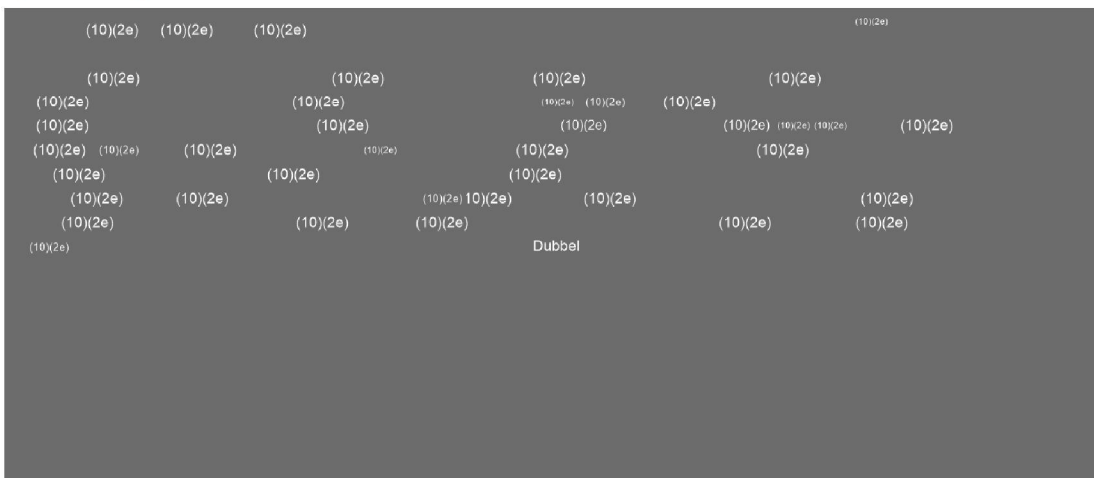 (10)(2e) (10)(2e) (10)(2e) (10)(2e)
(10)(2e) (10)(2e) (10)(2e) (10)(2e)
(10)(2e) (10)(2e) (10)(2e) (10)(2e) (10)(2e)
(10)(2e) (10)(2e) (10)(2e) (10)(2e) (10)(2e) (10)(2e) (10)(2e)
(10)(2e) (10)(2e) (10)(2e) (10)(2e) (10)(2e) (10)(2e)
(10)(2e) (10)(2e) (10)(2e)
(10)(2e) (10)(2e) (10)(2e) 10)(2e) (10)(2e) (10)(2e)
(10)(2e) (10)(2e) (10)(2e) (10)(2e) (10)(2e)
(10)(2e) Dubbel